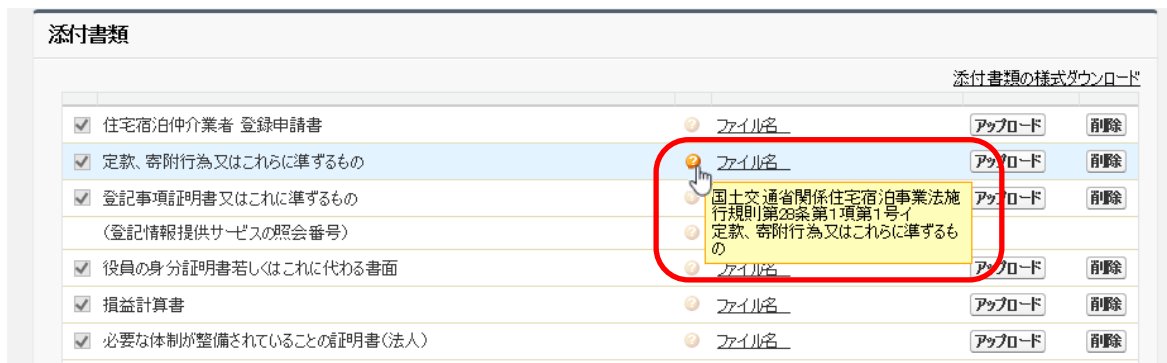 添付書類
添付書類の様式ダウンロード
住宅宿泊仲介業者 登録申請書 ? ファイル名 アップロード 削除
定款、寄附行為又はこれらに準ずるもの ? ファイル名 アップロード 削除
登記事項証明書又はこれに準ずるもの アップロード 削除
国土交通省関係住宅宿泊事業法施
行規則第28条第1項第1号イ
定款、寄附行為又はこれらに準ずるも
の
(登記情報提供サービスの照会番号) ?
役員の身分証明書若しくはこれに代わる書面 ? ファイル名 アップロード 削除
損益計算書 ? ファイル名 アップロード 削除
必要な体制が整備されていることの証明書(法人) ? ファイル名 アップロード 削除